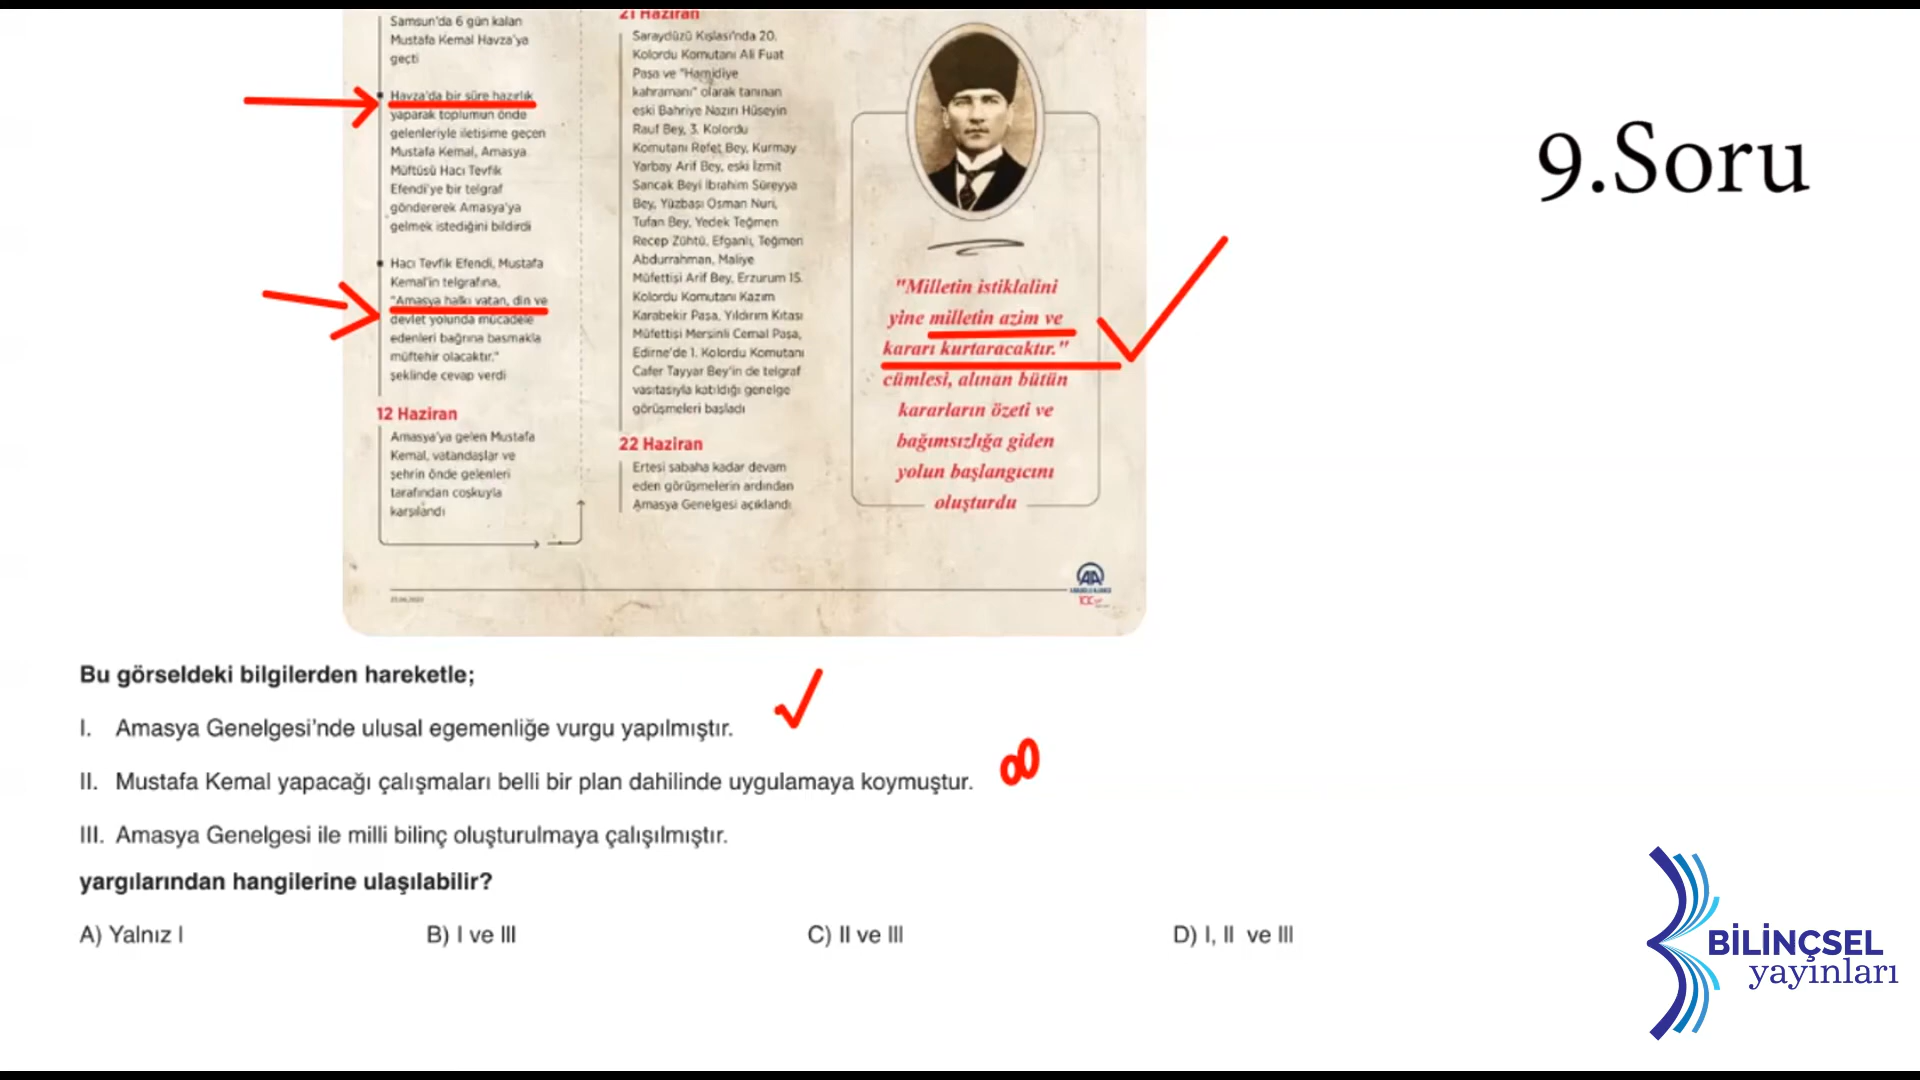 Samsun'da 6 gün kalan
Mustafa Kemal Havza'ya
geçti
Havza'da bir süre hazırlık
yaparak toplumun önde
gelenleriyle iletişime geçen
Mustafa Kemal, Amasya
Müftüsü Hacı Tevfik
Efendi'ye bir telgraf
göndererek Amasya'ya
gelmek istediğini bildirdi
Hacı Tevfik Efendi, Mustafa
Kemal'in telgrafına,
"Amasya halkı vatan, din ve
devlet yolunda mücadele
edenleri bağrına basmakla
müftehir olacaktır."
şeklinde cevap verdi
12 Haziran
Amasya'ya gelen Mustafa
Kemal, vatandaşlar ve
şehrin önde gelenleri
tarafından coşkuyla
karşılandı
21 Haziran
Saraydüzü Kışlası'nda 20.
Kolordu Komutanı Ali Fuat
Paşa ve "Hamidiye
kahramanı" olarak tanınan
eski Bahriye Nazırı Hüseyin
Rauf Bey, 3. Kolordu
Komutanı Refet Bey, Kurmay
Yarbay Arif Bey, eski İzmit
Sancak Beyi İbrahim Süreyya
Bey, Yüzbaşı Osman Nuri,
Tufan Bey, Yedek Teğmen
Recep Zühtü, Efganlı, Teğmen
Abdurrahman, Maliye
Müfettişi Arif Bey, Erzurum 15.
Kolordu Komutanı Kazım
Karabekir Paşa, Yıldırım Kıtası
Müfettişi Mersinli Cemal Paşa,
Edirne'de 1. Kolordu Komutanı
Cafer Tayyar Bey'in de telgraf
vasıtasıyla katıldığı genelge
görüşmeleri başladı
22 Haziran
Ertesi sabaha kadar devam
eden görüşmelerin ardından
Amasya Genelgesi açıklandı
"Milletin istiklalini
yine milletin azim ve
kararı kurtaracaktır."
cümlesi, alınan bütün
kararların özeti ve
bağımsızlığa giden
yolun başlangıcını
oluşturdu
AA
9.Soru
Bu görseldeki bilgilerden hareketle;
I. Amasya Genelgesi'nde ulusal egemenliğe vurgu yapılmıştır.
II. Mustafa Kemal yapacağı çalışmaları belli bir plan dahilinde uygulamaya koymuştur.
III. Amasya Genelgesi ile milli bilinç oluşturulmaya çalışılmıştır.
yargılarından hangilerine ulaşılabilir?
A) Yalnız I
B) I ve III
C) II ve III
D) I, II ve III
BİLİNÇSEL
yayınları